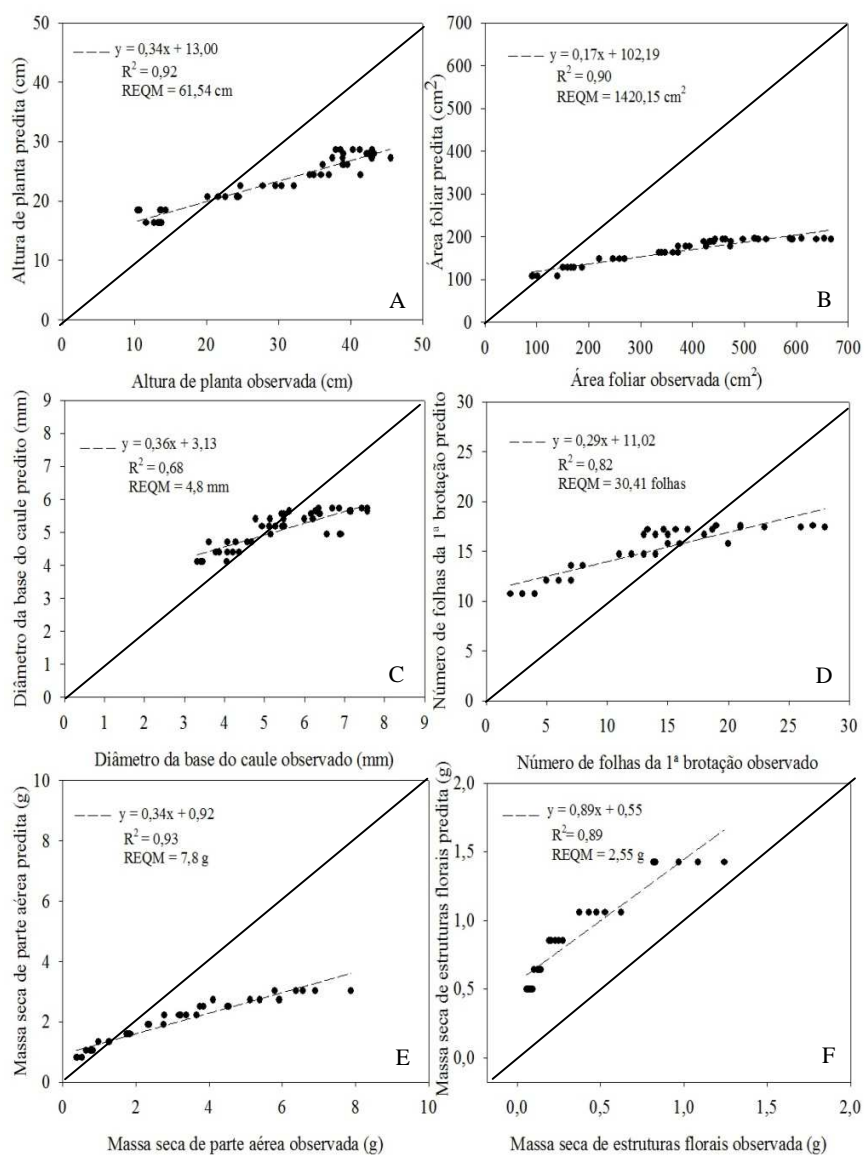 50
40
30
20
10
0
Altura de planta predita (cm)
y = 0,34x + 13,00
R² = 0,92
REQM = 61,54 cm
A
0 10 20 30 40 50
Altura de planta observada (cm)
700
600
500
400
300
200
100
0
Área foliar predita (cm²)
y = 0,17x + 102,19
R² = 0,90
REQM = 1420,15 cm²
B
0 100 200 300 400 500 600 700
Área foliar observada (cm²)
9
8
7
6
5
4
3
2
1
0
Diâmetro da base do caule predito (mm)
y = 0,36x + 3,13
R² = 0,68
REQM = 4,8 mm
C
0 1 2 3 4 5 6 7 8 9
Diâmetro da base do caule observado (mm)
30
25
20
15
10
5
0
Número de folhas da 1ª brotação predito
y = 0,29x + 11,02
R² = 0,82
REQM = 30,41 folhas
D
0 5 10 15 20 25 30
Número de folhas da 1ª brotação observado
10
8
6
4
2
0
Massa seca de parte aérea predita (g)
y = 0,34x + 0,92
R² = 0,93
REQM = 7,8 g
E
0 2 4 6 8 10
Massa seca de parte aérea observada (g)
2,0
1,5
1,0
0,5
0,0
Massa seca de estruturas florais predita (g)
y = 0,89x + 0,55
R²= 0,89
REQM = 2,55 g
F
0,0 0,5 1,0 1,5 2,0
Massa seca de estruturas florais observada (g)